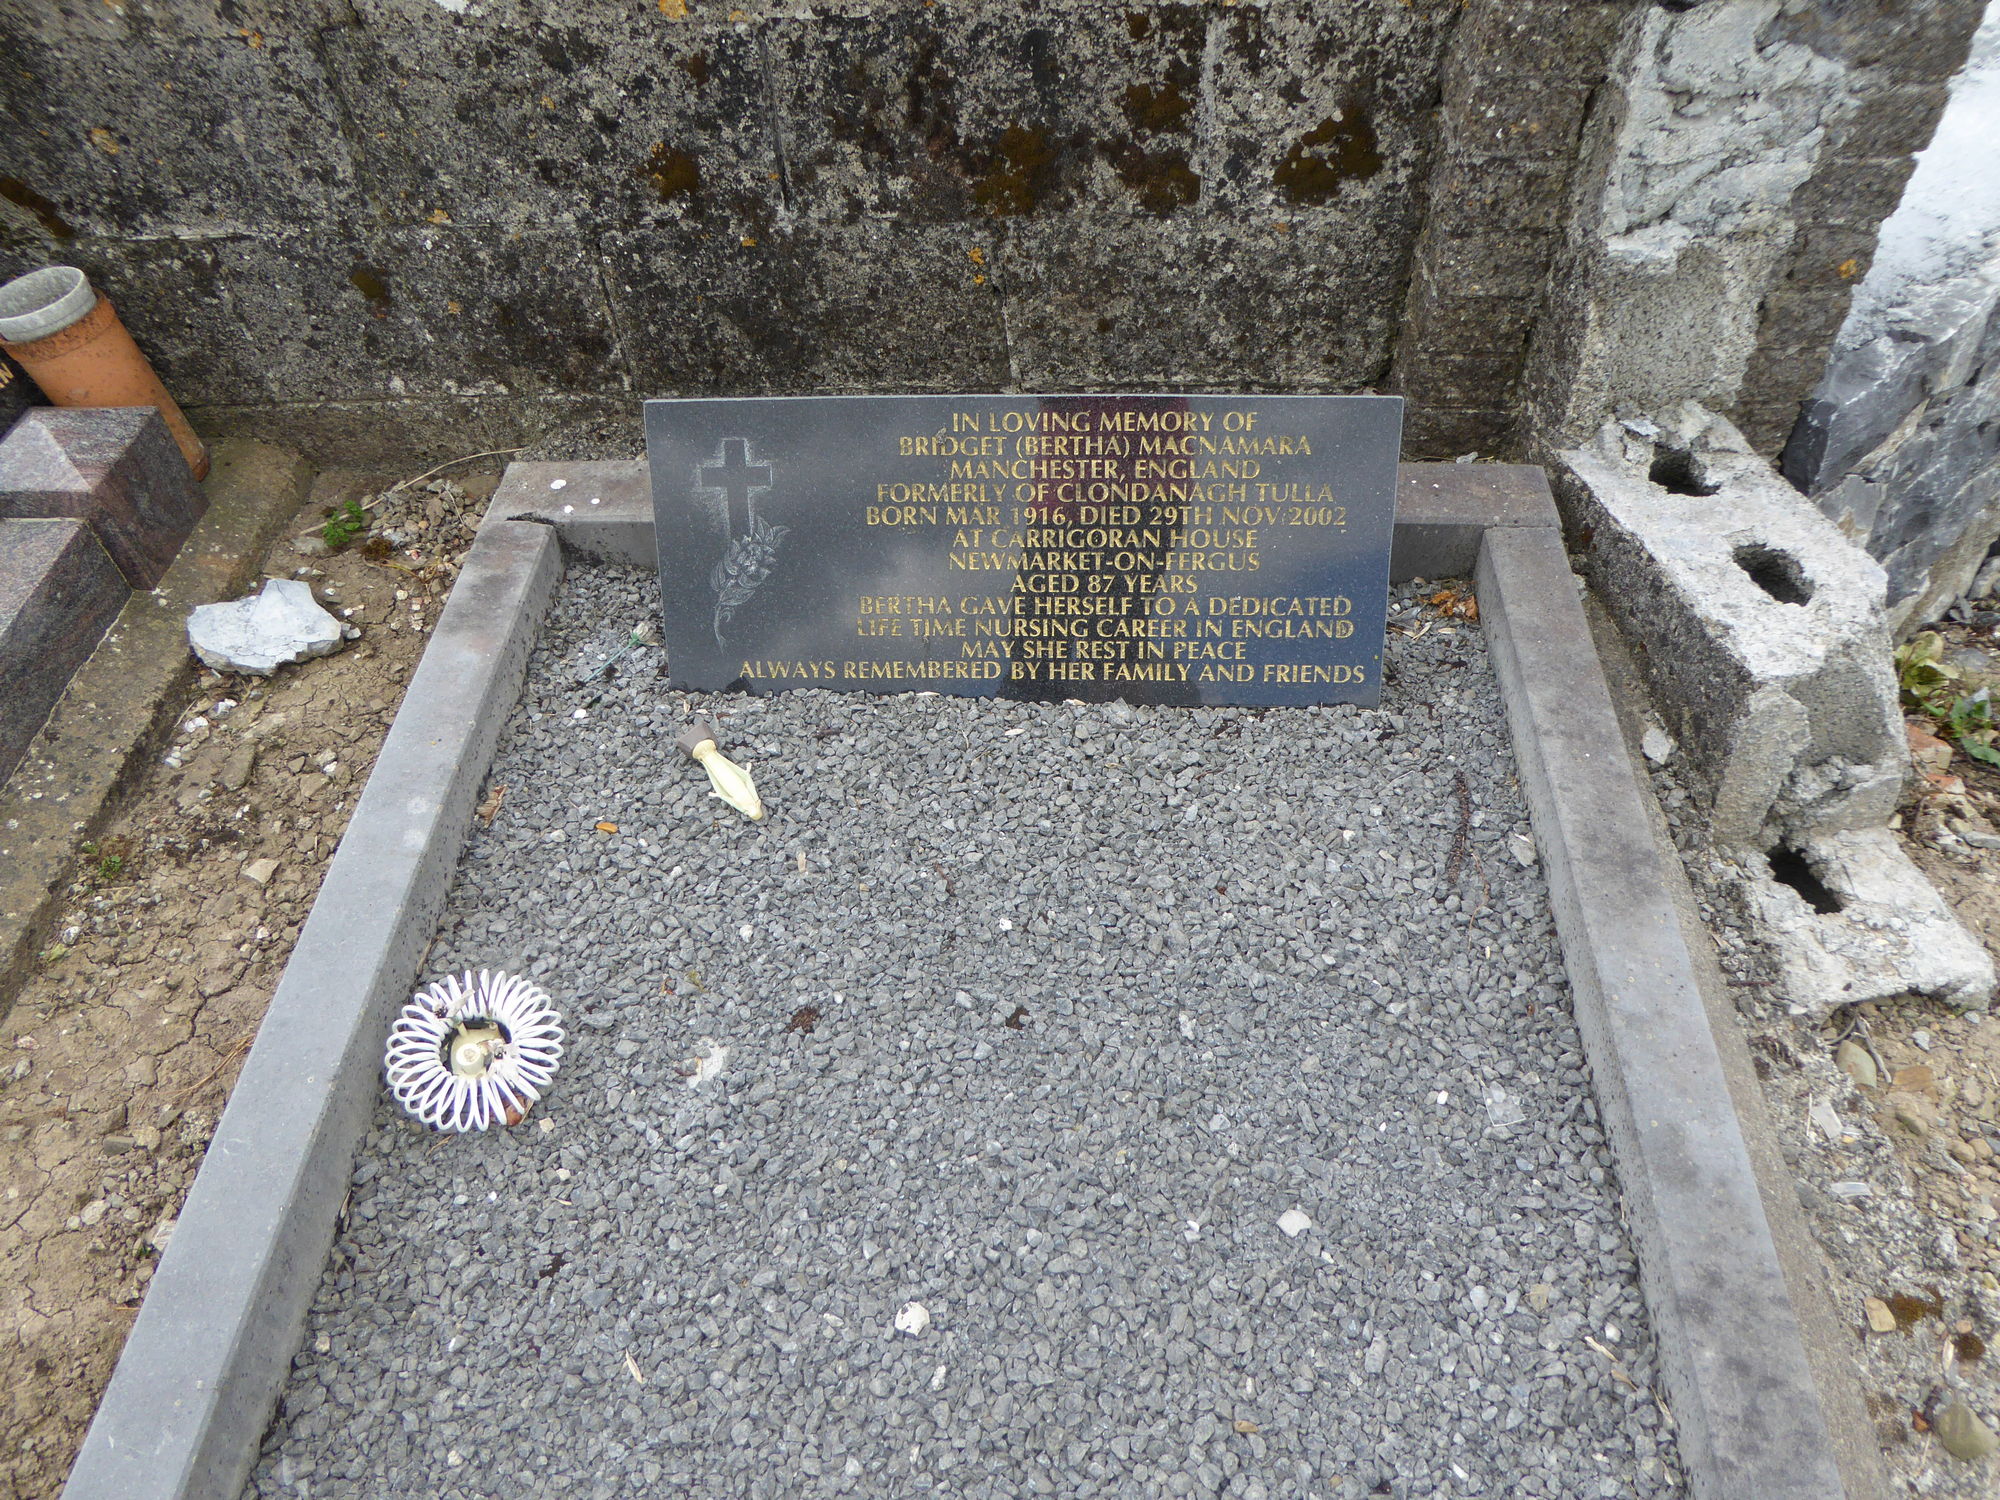 IN LOVING MEMORY OF
BRIDGET (BERTHA) MACNAMARA
MANCHESTER, ENGLAND
FORMERLY OF CLONDANAGH TULLA
BORN MAR 1916, DIED 29TH NOV 2002
AT CARRIGORAN HOUSE
NEWMARKET-ON-FERGUS
AGED 87 YEARS
BERTHA GAVE HERSELF TO A DEDICATED
LIFE TIME NURSING CAREER IN ENGLAND
MAY SHE REST IN PEACE
ALWAYS REMEMBERED BY HER FAMILY AND FRIENDS